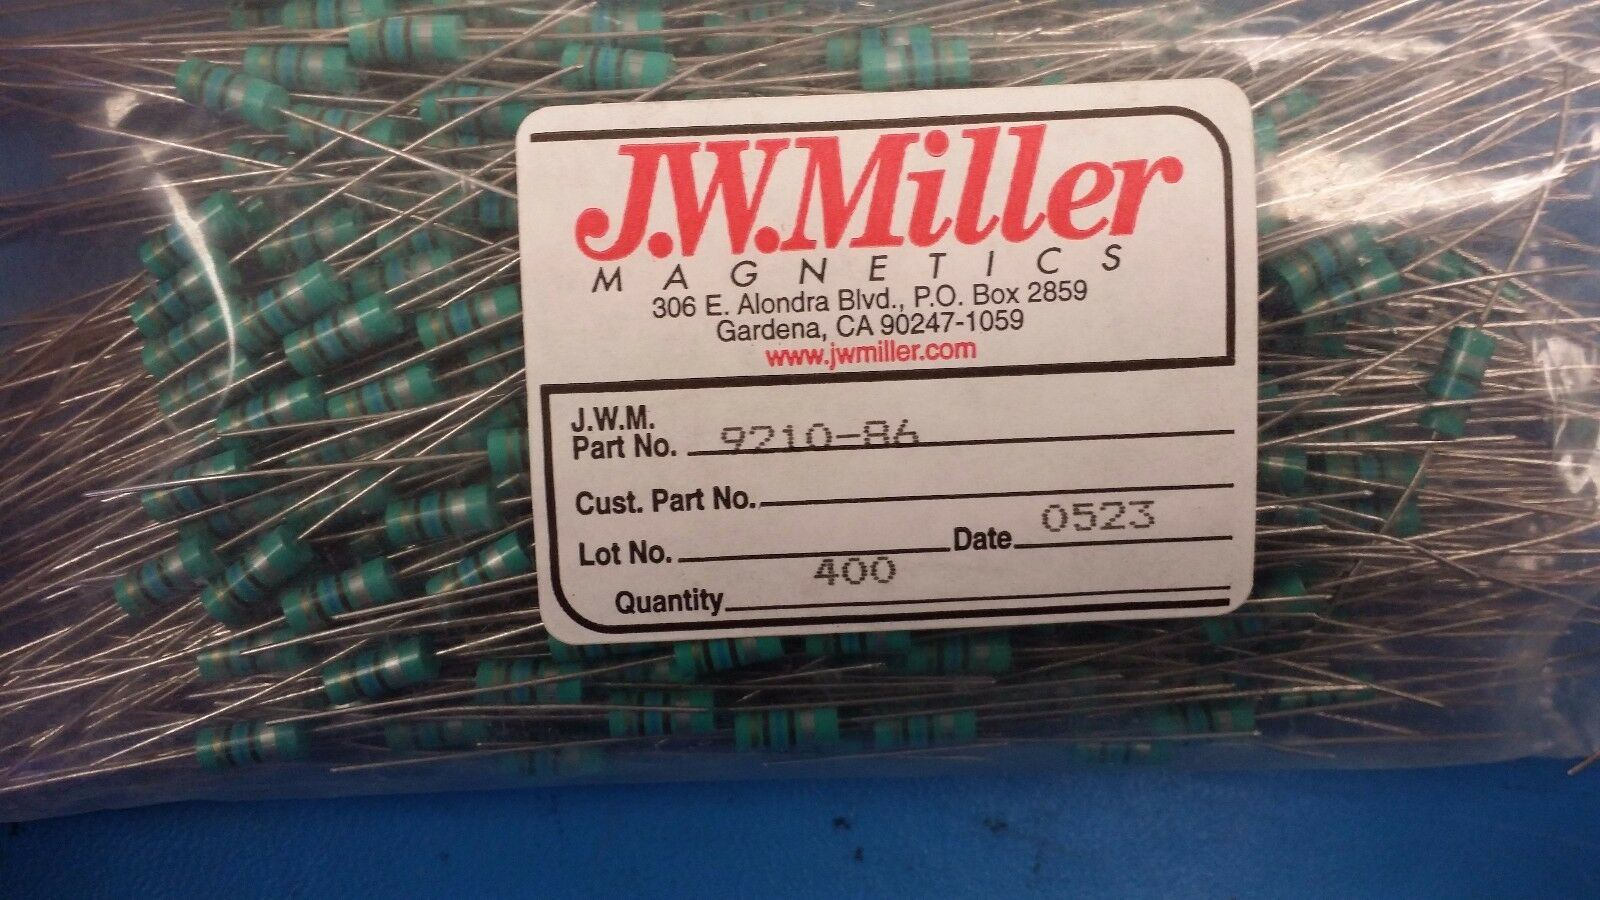 J.W.Miller
MAGNETICS
306 E. Alondra Blvd., P.O. Box 2859
Gardena, CA 90247-1059
www.jwmiller.com
J.W.M.
Part No. 9210-86
Cust. Part No.
Lot No. Date 0523
Quantity 400